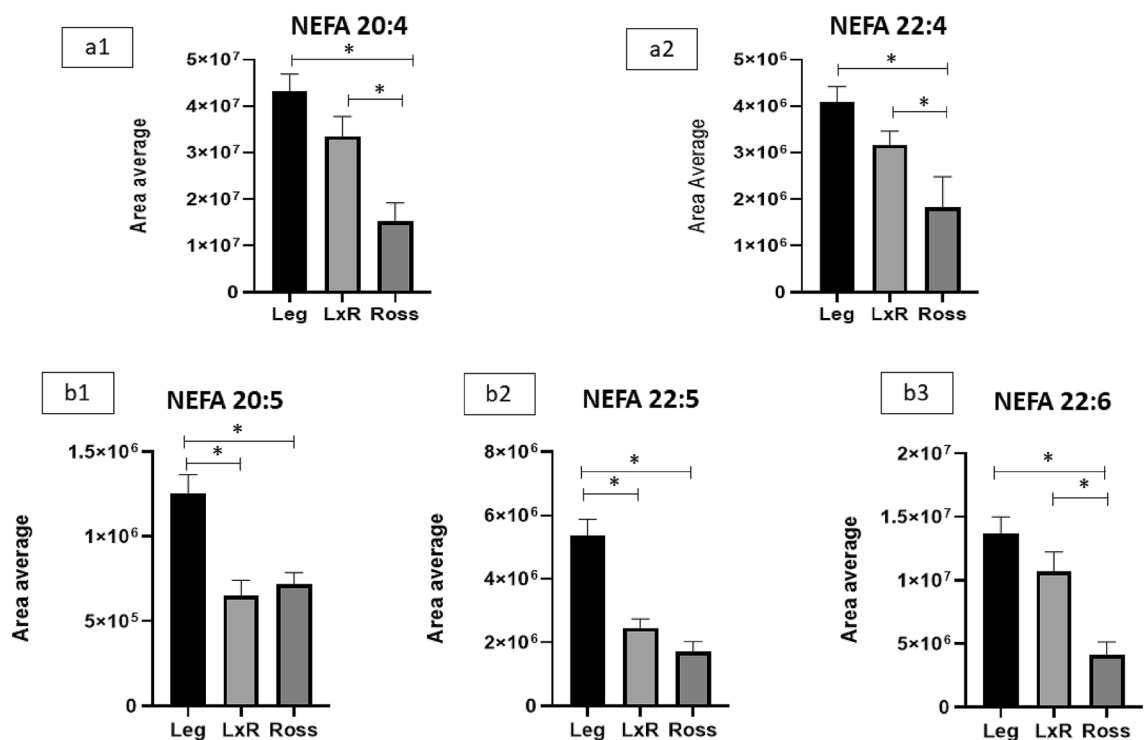 a1
NEFA 20:4
Area average
5×10⁷
4×10⁷
3×10⁷
2×10⁷
1×10⁷
0
*
*
Leg LxR Ross
a2
NEFA 22:4
Area Average
5×10⁶
4×10⁶
3×10⁶
2×10⁶
1×10⁶
0
*
*
Leg LxR Ross
b1
NEFA 20:5
Area average
1.5×10⁶
1×10⁶
5×10⁵
0
*
*
Leg LxR Ross
b2
NEFA 22:5
Area average
8×10⁶
6×10⁶
4×10⁶
2×10⁶
0
*
*
Leg LxR Ross
b3
NEFA 22:6
Area average
2×10⁷
1.5×10⁷
1×10⁷
5×10⁶
0
*
*
Leg LxR Ross